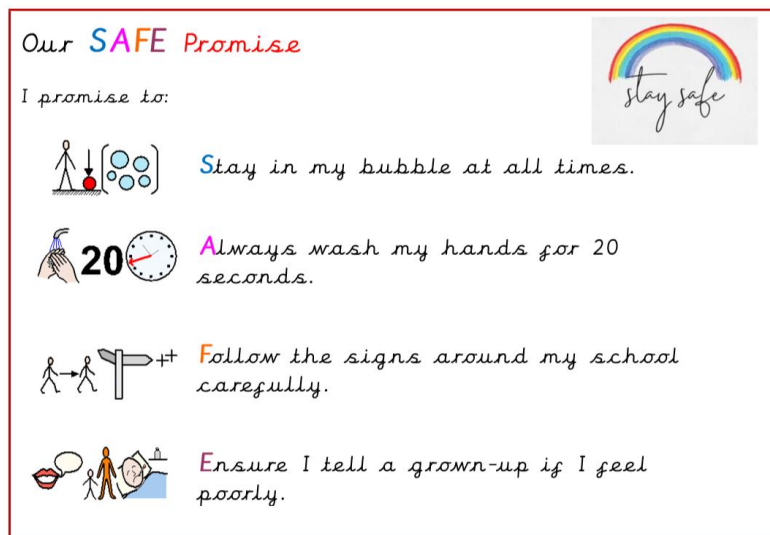 Our SAFE Promise
stay safe
I promise to:
Stay in my bubble at all times.
20
Always wash my hands for 20
seconds.
Follow the signs around my school
carefully.
Ensure I tell a grown-up if I feel
poorly.